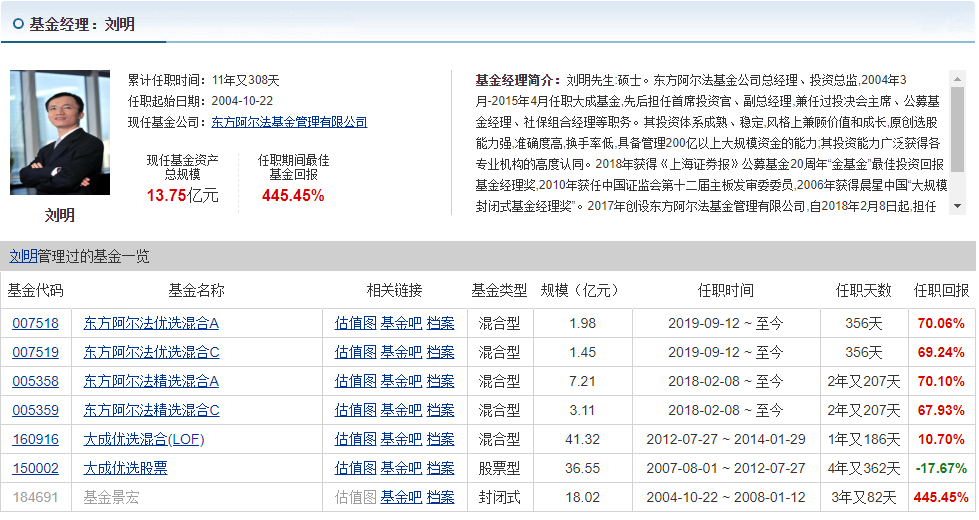 基金经理：刘明
累计任职时间：11年又308天
任职起始日期：2004-10-22
现任基金公司：东方阿尔法基金管理有限公司
现任基金资产
总规模
13.75亿元
任职期间最佳
基金回报
445.45%
刘明
基金经理简介：刘明先生:硕士。东方阿尔法基金公司总经理、投资总监,2004年3
月-2015年4月任职大成基金,先后担任首席投资官、副总经理,兼任过投决会主席、公募基
金经理、社保组合经理等职务。其投资体系成熟、稳定,风格上兼顾价值和成长,原创选股
能力强,准确度高,换手率低,具备管理200亿以上大规模资金的能力;其投资能力广泛获得各
专业机构的高度认同。2018年获得《上海证券报》公募基金20周年“金基金”最佳投资回报
基金经理奖,2010年获任中国证监会第十二届主板发审委委员,2006年获得晨星中国“大规模
封闭式基金经理奖”。2017年创设东方阿尔法基金管理有限公司,自2018年2月8日起,担任
刘明管理过的基金一览
基金代码 基金名称 相关链接 基金类型 规模（亿元） 任职时间 任职天数 任职回报
007518 东方阿尔法优选混合A 估值图 基金吧 档案 混合型 1.98 2019-09-12 ~ 至今 356天 70.06%
007519 东方阿尔法优选混合C 估值图 基金吧 档案 混合型 1.45 2019-09-12 ~ 至今 356天 69.24%
005358 东方阿尔法精选混合A 估值图 基金吧 档案 混合型 7.21 2018-02-08 ~ 至今 2年又207天 70.10%
005359 东方阿尔法精选混合C 估值图 基金吧 档案 混合型 3.11 2018-02-08 ~ 至今 2年又207天 67.93%
160916 大成优选混合(LOF) 估值图 基金吧 档案 混合型 41.32 2012-07-27 ~ 2014-01-29 1年又186天 10.70%
150002 大成优选股票 估值图 基金吧 档案 股票型 36.55 2007-08-01 ~ 2012-07-27 4年又362天 -17.67%
184691 基金景宏 估值图 基金吧 档案 封闭式 18.02 2004-10-22 ~ 2008-01-12 3年又82天 445.45%